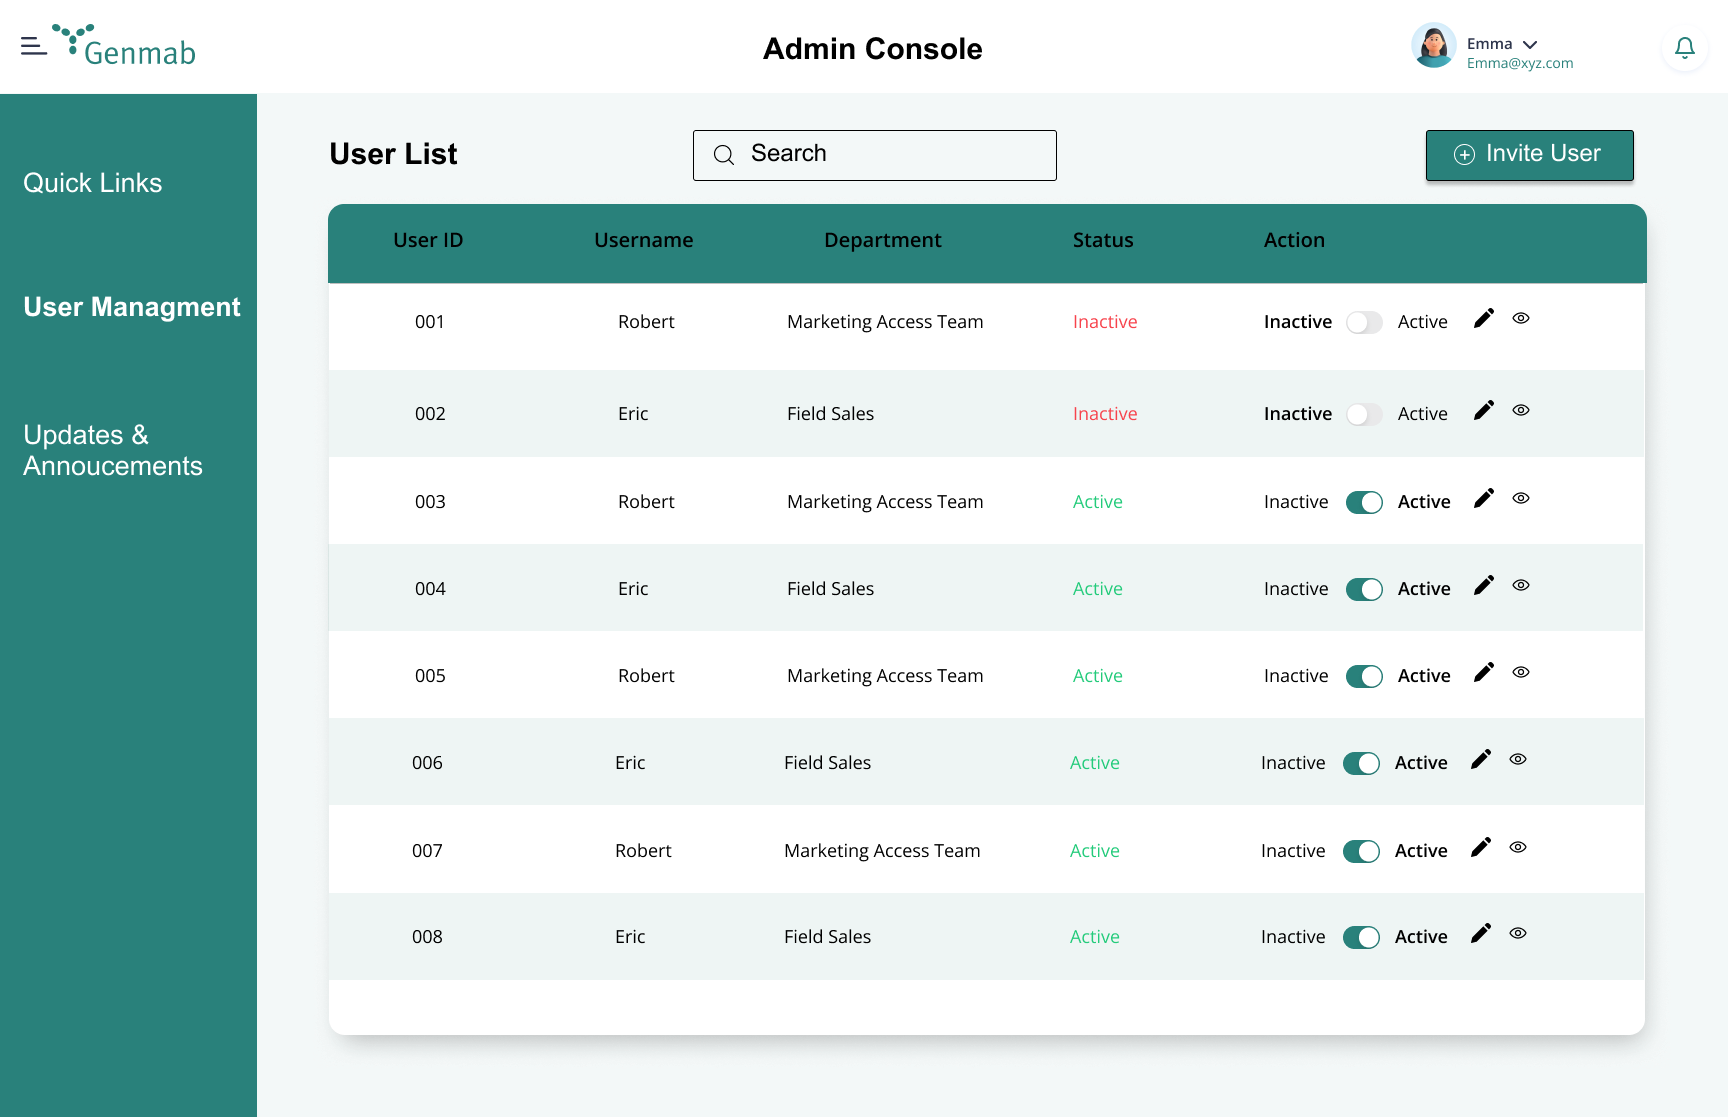 Genmab
Admin Console
Emma
Emma@xyz.com
Quick Links
User Managment
Updates &
Annoucements
User List
Search
Invite User
User ID Username Department Status Action
001 Robert Marketing Access Team Inactive Inactive Active
002 Eric Field Sales Inactive Inactive Active
003 Robert Marketing Access Team Active Inactive Active
004 Eric Field Sales Active Inactive Active
005 Robert Marketing Access Team Active Inactive Active
006 Eric Field Sales Active Inactive Active
007 Robert Marketing Access Team Active Inactive Active
008 Eric Field Sales Active Inactive Active